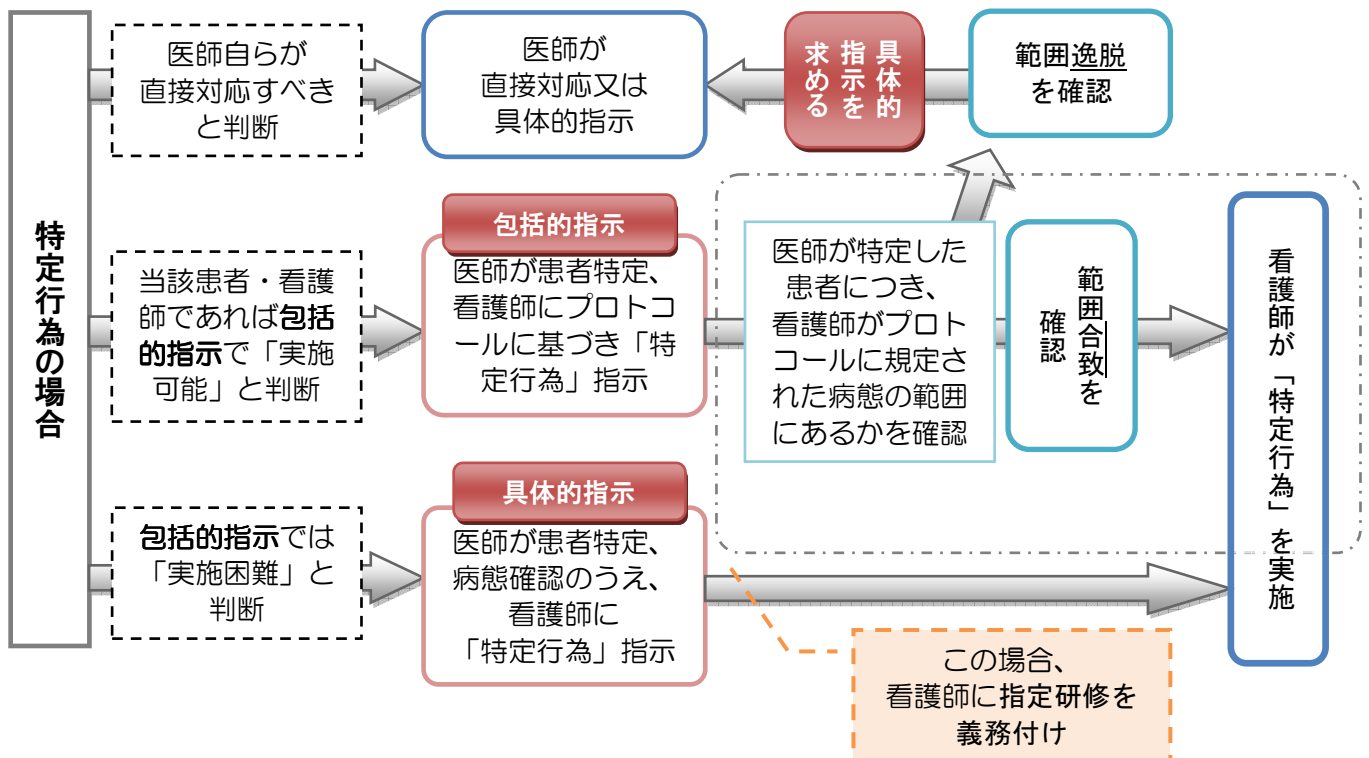 特定行為の場合
医師自らが
直接対応すべき
と判断
医師が
直接対応又は
具体的指示
具体的
指示を
求める
範囲逸脱
を確認
当該患者・看護
師であれば包括
的指示で「実施
可能」と判断
包括的指示
医師が患者特定、
看護師にプロトコ
ールに基づき「特
定行為」指示
医師が特定した
患者につき、
看護師がプロト
コールに規定さ
れた病態の範囲
にあるかを確認
範囲合致を
確認
看護師が「特定行為」を実施
包括的指示では
「実施困難」と
判断
具体的指示
医師が患者特定、
病態確認のうえ、
看護師に
「特定行為」指示
この場合、
看護師に指定研修を
義務付け